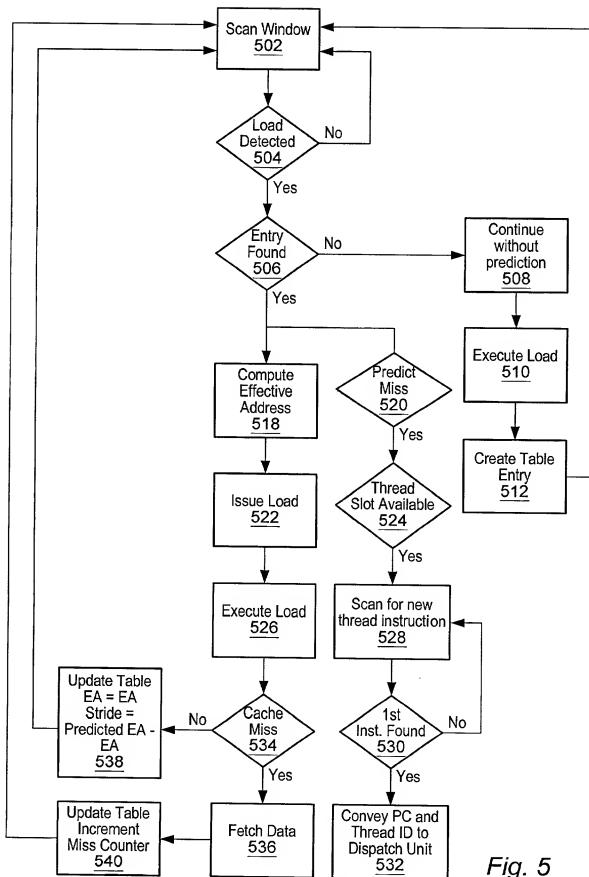 Scan Window
502
Load
Detected
504
No
Yes
Entry
Found
506
No
Yes
Continue
without
prediction
508
Execute Load
510
Create Table
Entry
512
Compute
Effective
Address
518
Predict
Miss
520
Yes
Issue Load
522
Thread
Slot Available
524
Yes
Execute Load
526
Scan for new
thread instruction
528
Cache
Miss
534
No
Yes
Update Table
EA = EA
Stride =
Predicted EA -
EA
538
1st
Inst. Found
530
No
Yes
Update Table
Increment
Miss Counter
540
Fetch Data
536
Convey PC and
Thread ID to
Dispatch Unit
532
Fig. 5